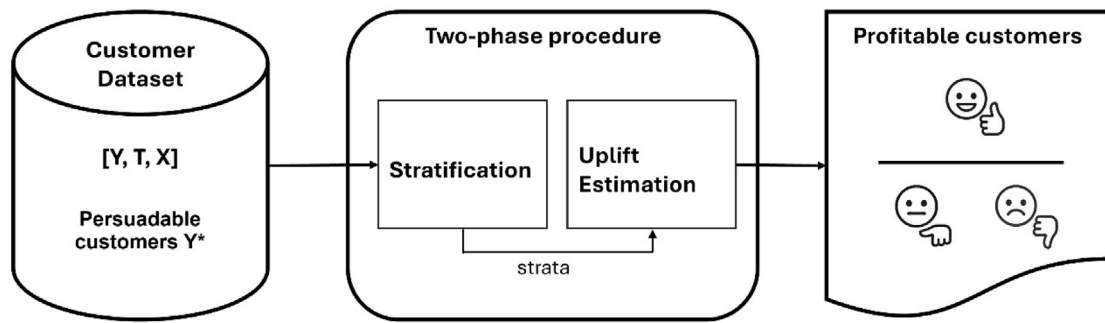 Customer
Dataset
[Y, T, X]
Persuadable
customers Y*
Two-phase procedure
Stratification
Uplift
Estimation
strata
Profitable customers